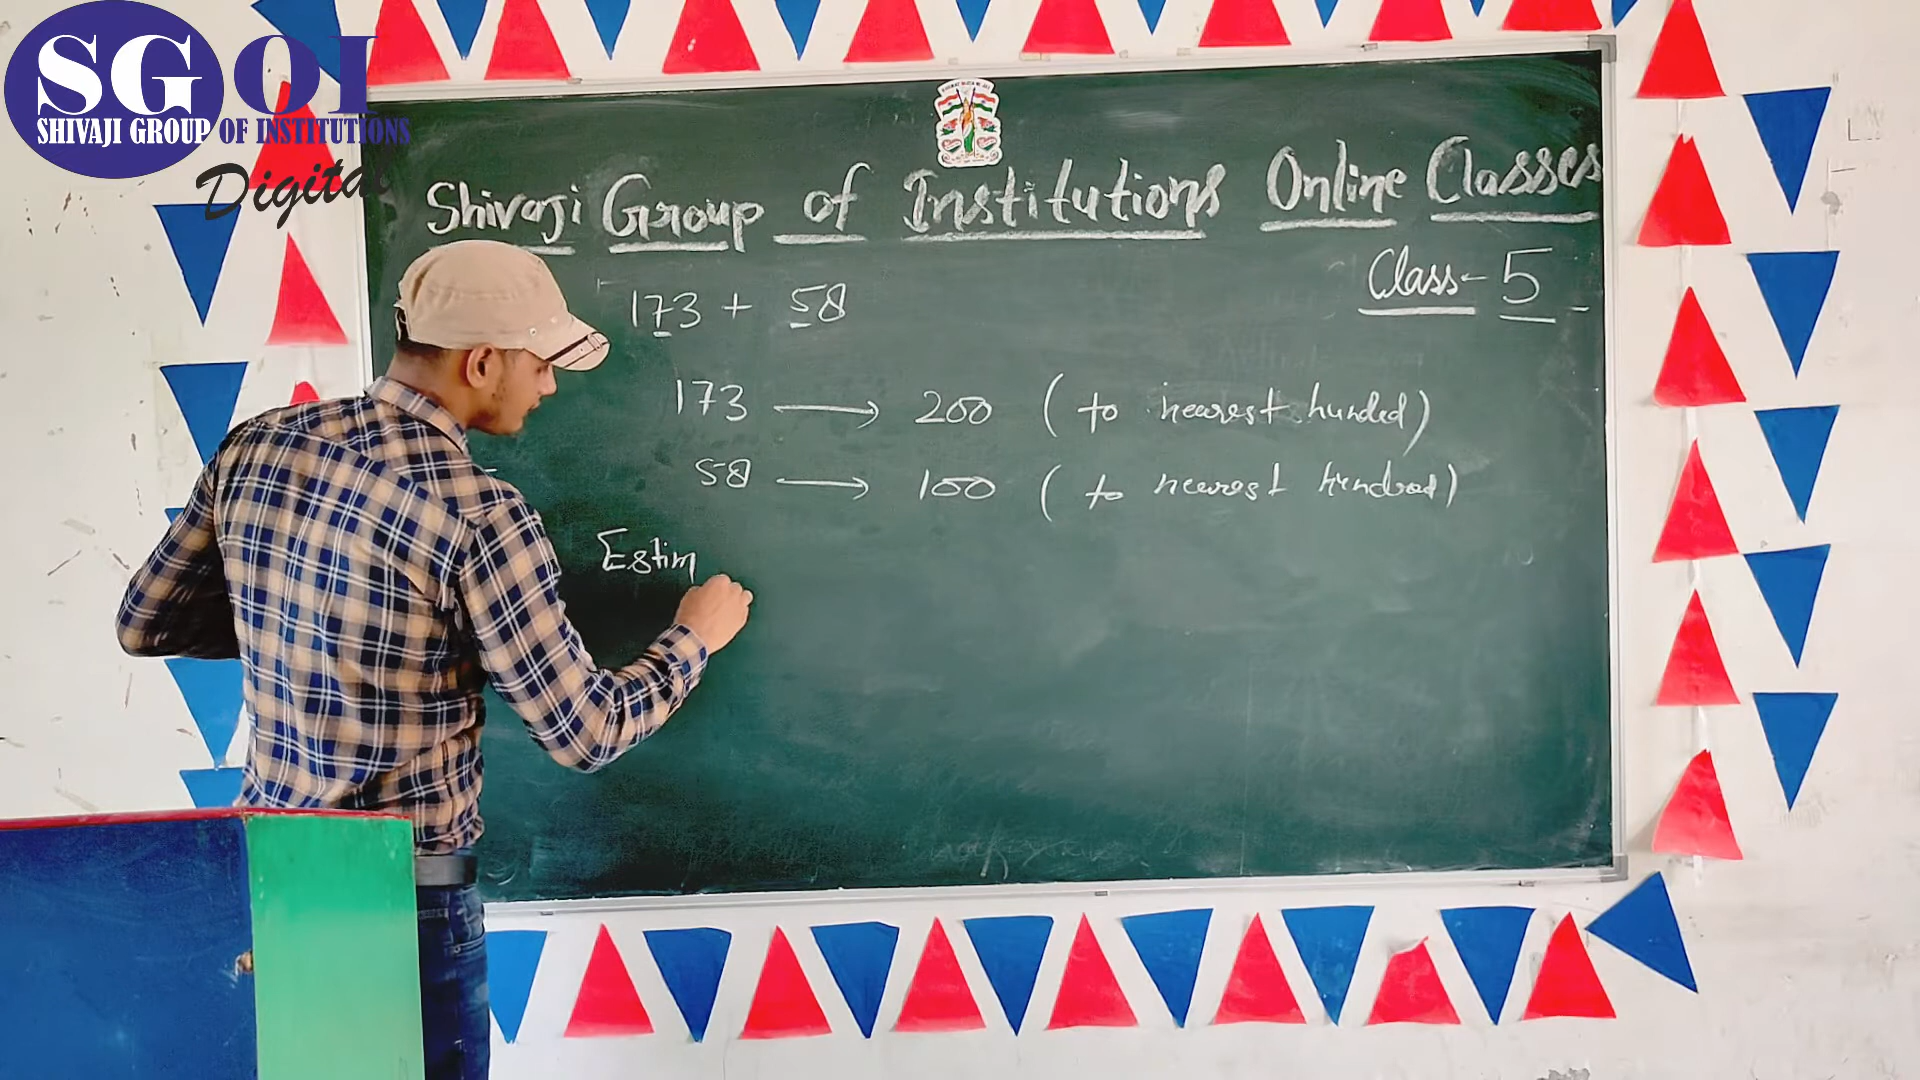 SGOI
SHIVAJI GROUP OF INSTITUTIONS
Digital
Shivaji Group of Institutions Online Classes
Class - 5
173 + 58
173 → 200 ( to nearest hunded)
58 → 100 ( to nearest hundred)
Estim